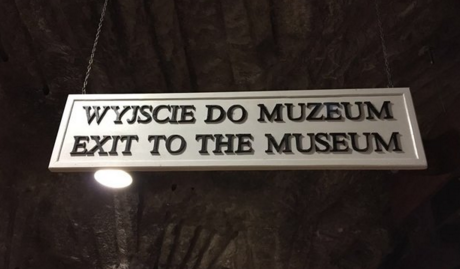 WYJSCIE DO MUZEUM
EXIT TO THE MUSEUM